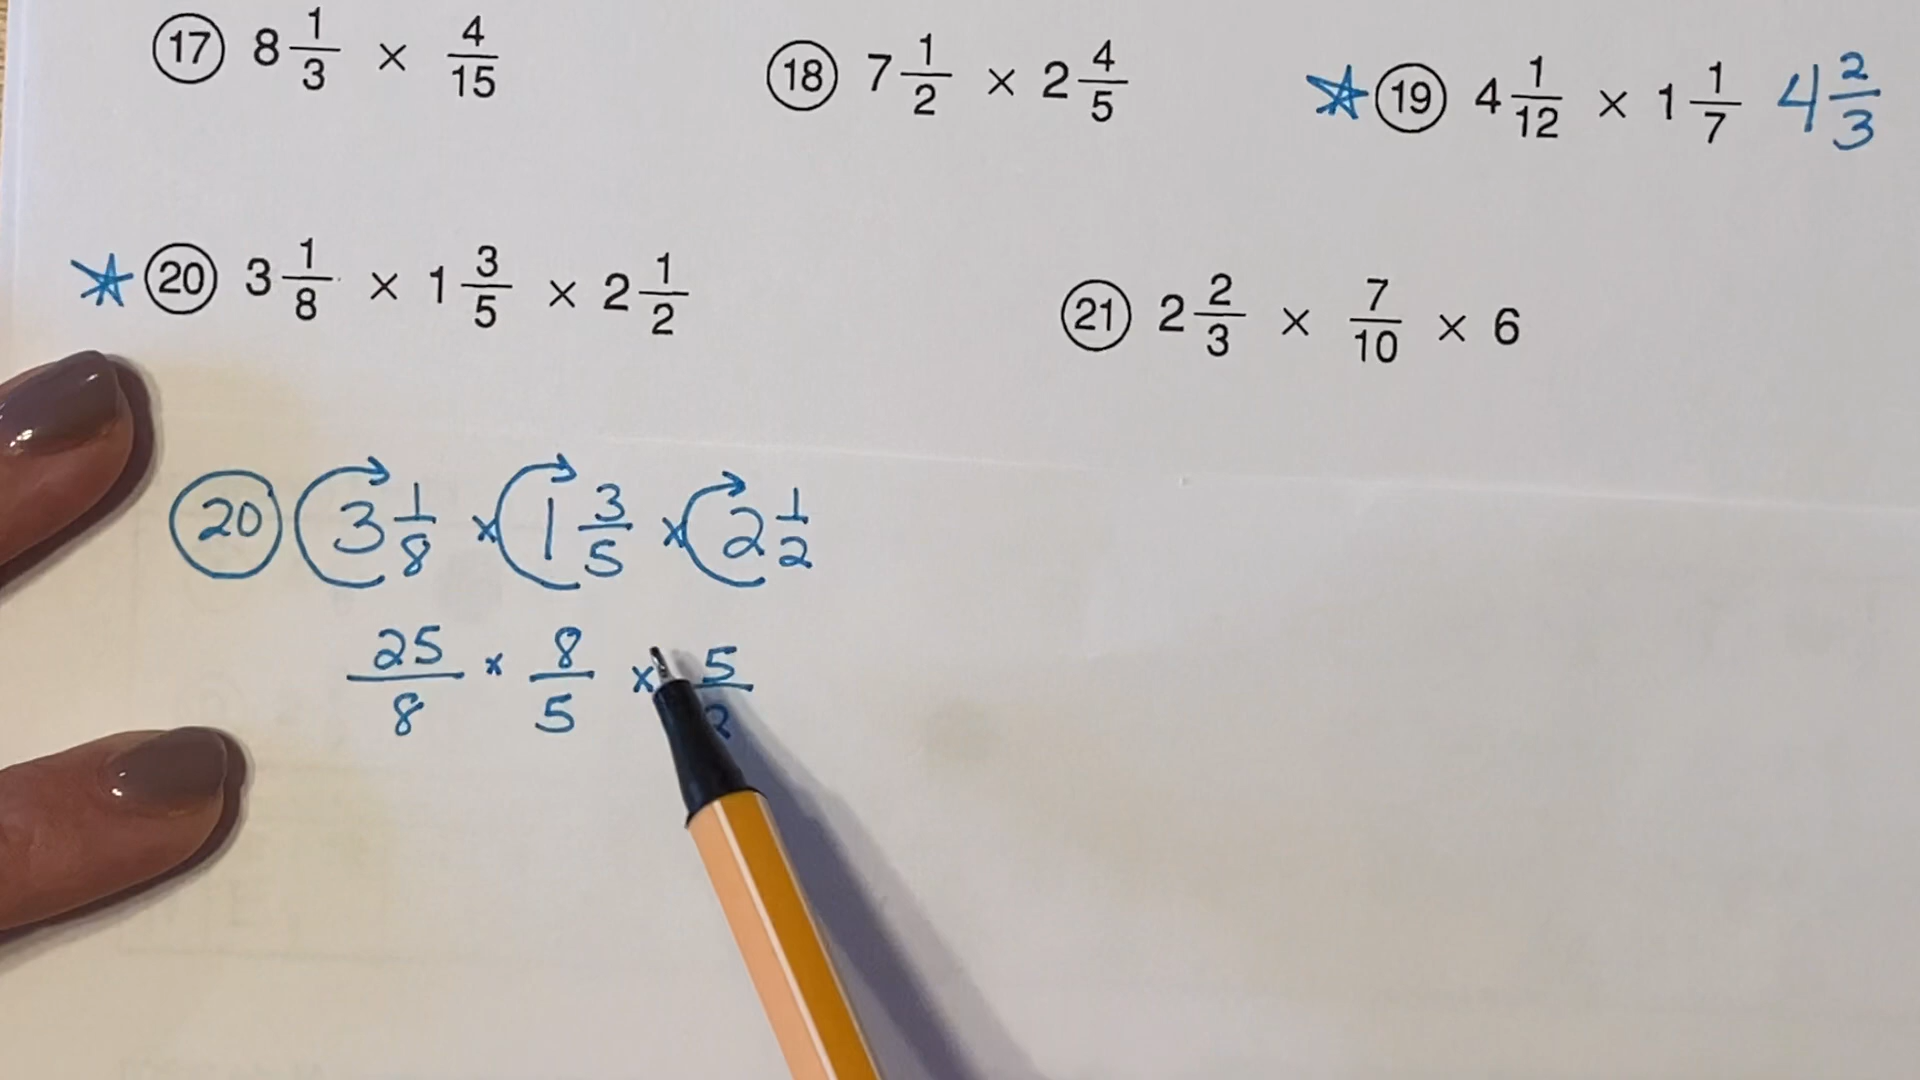 ⑰ 8 1/3 × 4/15
⑱ 7 1/2 × 2 4/5
⑲ 4 1/12 × 1 1/7 4 2/3
⑳ 3 1/8 × 1 3/5 × 2 1/2
㉑ 2 2/3 × 7/10 × 6
⑳ 3 1/8 × 1 3/5 × 2 1/2
25/8 × 8/5 × 5/2